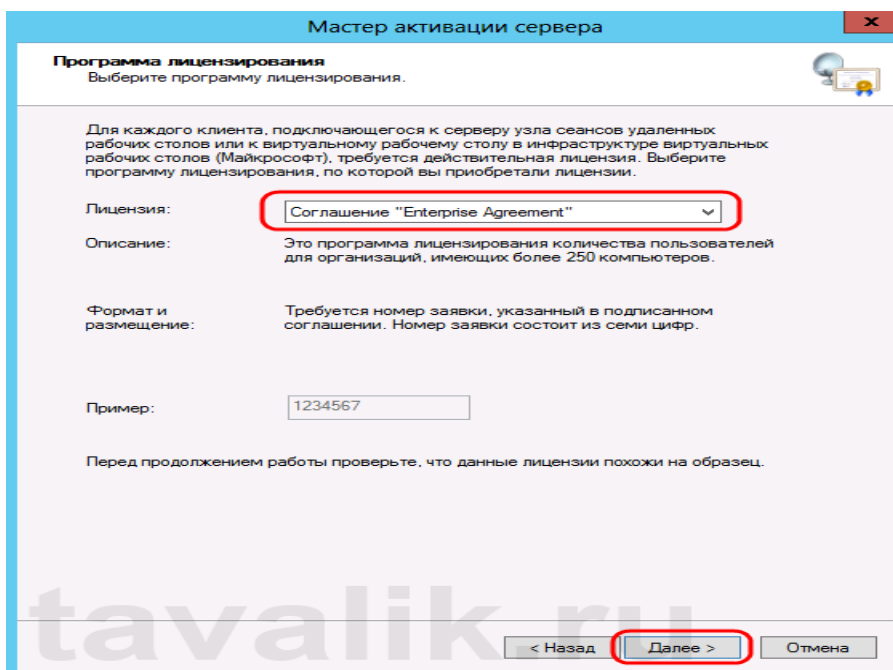 Мастер активации сервера
x
Программа лицензирования
Выберите программу лицензирования.
Для каждого клиента, подключающегося к серверу узла сеансов удаленных
рабочих столов или к виртуальному рабочему столу в инфраструктуре виртуальных
рабочих столов (Майкрософт), требуется действительная лицензия. Выберите
программу лицензирования, по которой вы приобретали лицензии.
Лицензия: Соглашение "Enterprise Agreement"
Описание: Это программа лицензирования количества пользователей
для организаций, имеющих более 250 компьютеров.
Формат и Требуется номер заявки, указанный в подписанном
размещение: соглашении. Номер заявки состоит из семи цифр.
Пример: 1234567
Перед продолжением работы проверьте, что данные лицензии похожи на образец.
tavalik.ru
< Назад Далее > Отмена